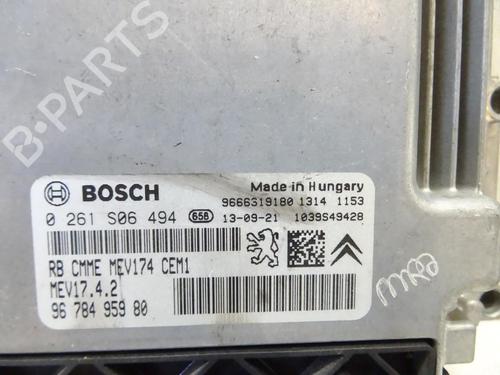 B-PARTS
BOSCH
Made in Hungary
9666319180 1314 1153
0 261 S06 494 658 13-09-21 1039S49428
RB CMME MEV174 CEM1
MEV17.4.2
96 784 959 80